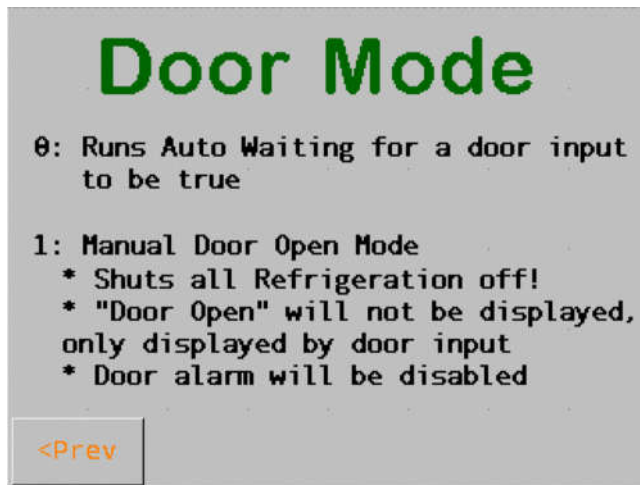 Door Mode
0: Runs Auto Waiting for a door input
to be true
1: Manual Door Open Mode
* Shuts all Refrigeration off!
* "Door Open" will not be displayed,
only displayed by door input
* Door alarm will be disabled
<Prev